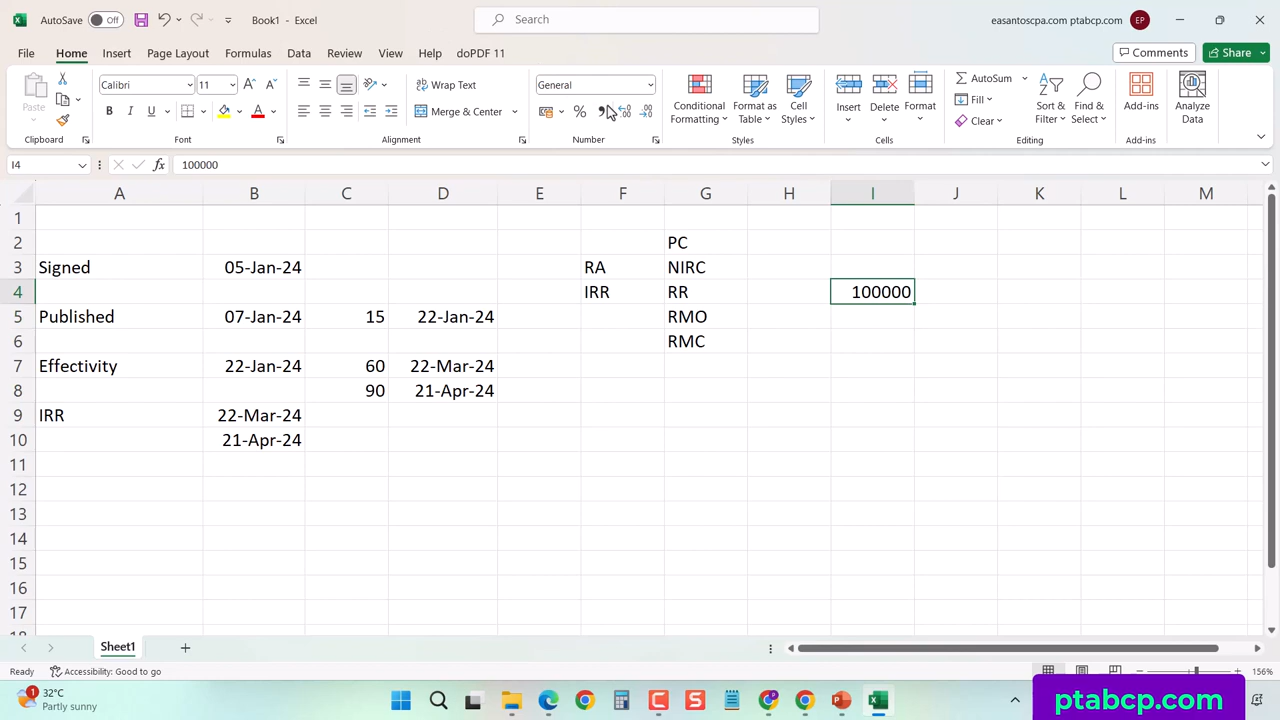 AutoSave Off Book1 - Excel Search easantoscpa.com ptabcp.com EP
File Home Insert Page Layout Formulas Data Review View Help doPDF 11 Comments Share
Paste Calibri 11 Wrap Text General Conditional Formatting Format as Table Cell Styles Insert Delete Format AutoSum Sort & Filter Find & Select Add-ins Analyze Data
B I U A Merge & Center % Fill
Clear
Clipboard Font Alignment Number Styles Cells Editing Add-ins
I4 fx 100000
A B C D E F G H I J K L M
1
2 PC
3 Signed 05-Jan-24 RA NIRC
4 IRR RR 100000
5 Published 07-Jan-24 15 22-Jan-24 RMO
6 RMC
7 Effectivity 22-Jan-24 60 22-Mar-24
8 90 21-Apr-24
9 IRR 22-Mar-24
10 21-Apr-24
11
12
13
14
15
16
17
Sheet1
Ready Accessibility: Good to go 156%
1 32°C
Partly sunny
ptabcp.com